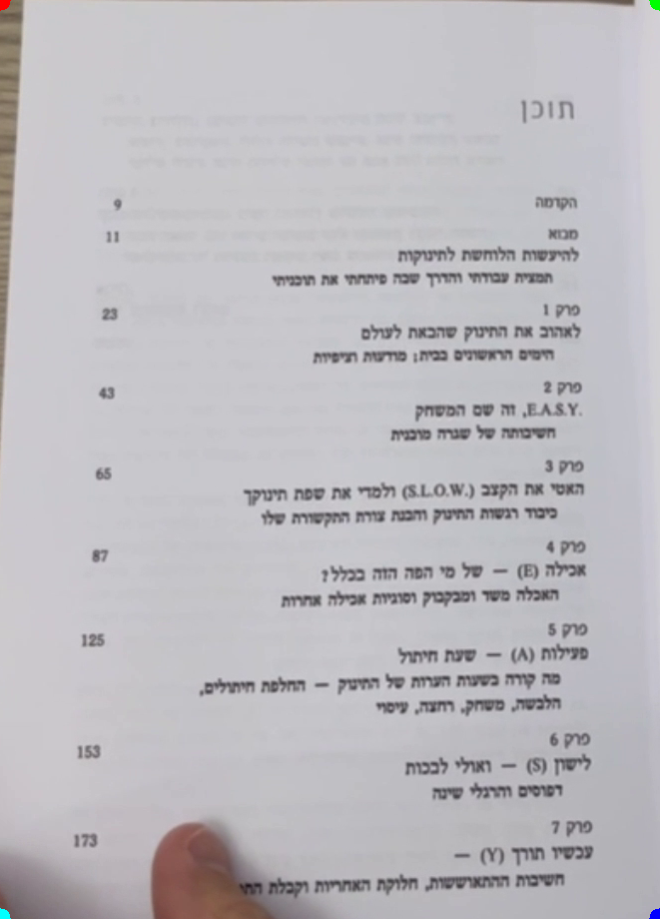 תוכן
הקדמה 9
מבוא 11
להיעשות הלוחשת לתינוקות
תמצית עבודתי והדרך שבה פיתחתי את תוכניתי
פרק 1 23
לאהוב את התינוק שהבאת לעולם
הימים הראשונים בבית; מודעות וציפיות
פרק 2 43
E.A.S.Y., זה שם המשחק
חשיבותה של שגרה מובנית
פרק 3 65
האטי את הקצב (S.L.O.W.) ולמדי את שפת תינוקך
כיבוד רגשות התינוק והבנת צורת התקשורת שלו
פרק 4 87
אכילה (E) — של מי הפה הזה בכלל?
האכלה משד ומבקבוק וסוגיות אכילה אחרות
פרק 5 125
פעילות (A) — שעת חיתול
מה קורה בשעות הערות של התינוק — החלפת חיתולים,
הלבשה, משחק, רחצה, עיסוי
פרק 6 153
לישון (S) — ואולי לבכות
דפוסים והרגלי שינה
פרק 7 173
עכשיו תורך (Y) —
חשיבות ההתאוששות, חלוקת האחריות וקבלת